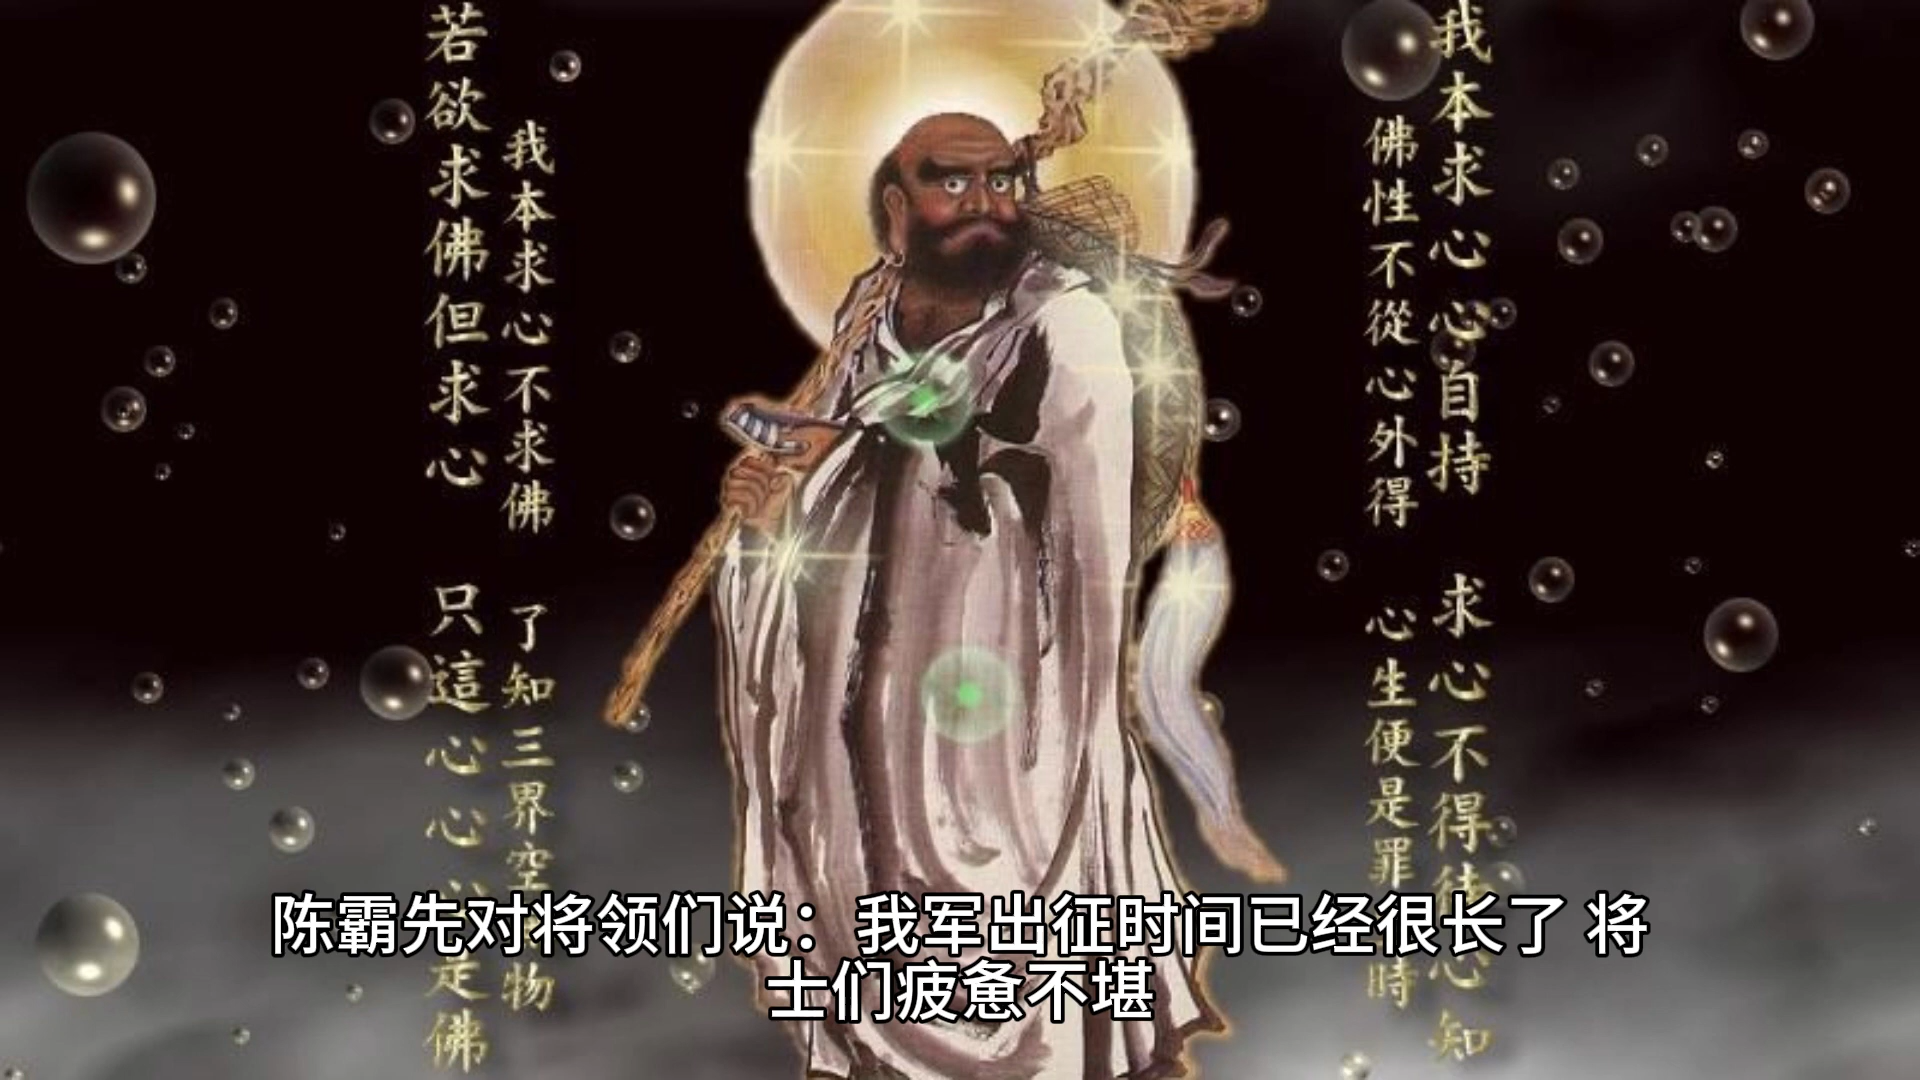 我本求心心自持 求心不得待心知
佛性不從心外得 心生便是罪時
我本求心不求佛 了知三界空物
若欲求佛但求心 只這心心心是佛
陈霸先对将领们说：我军出征时间已经很长了 将
士们疲惫不堪